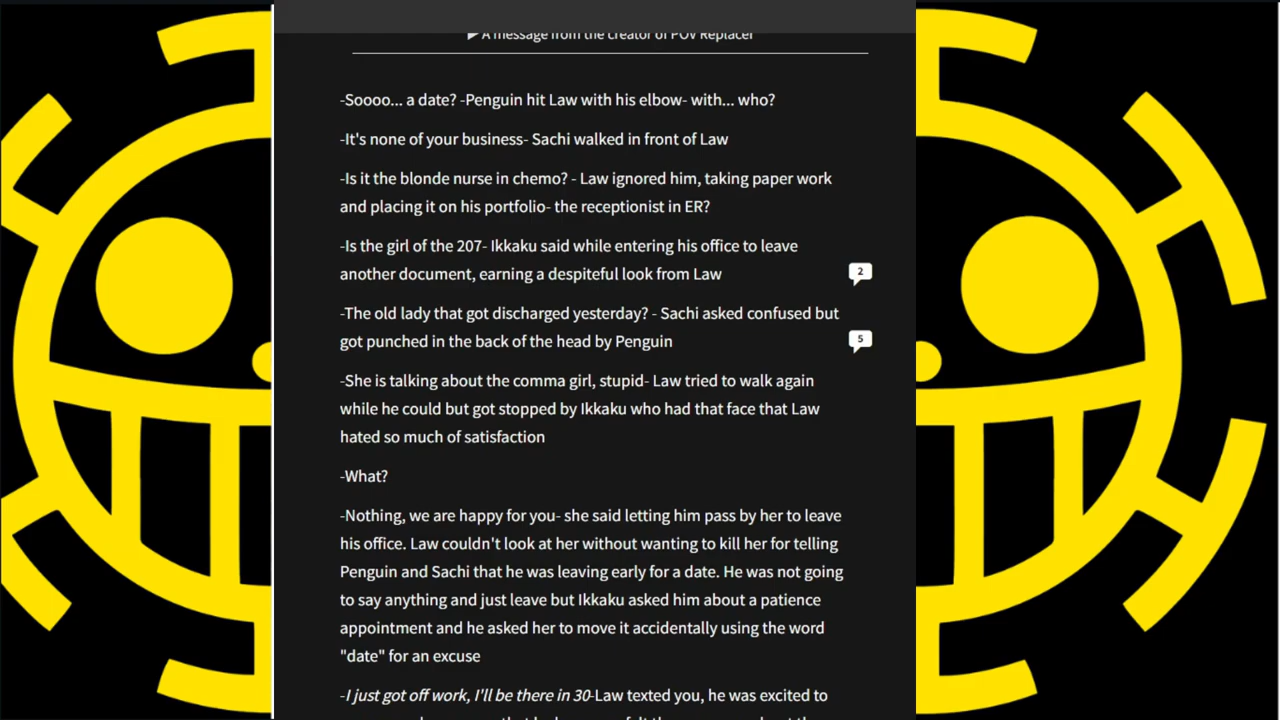 ▶ A message from the creator of POV Replacer
-Soooo... a date? -Penguin hit Law with his elbow- with... who?
-It's none of your business- Sachi walked in front of Law
-Is it the blonde nurse in chemo? - Law ignored him, taking paper work
and placing it on his portfolio- the receptionist in ER?
-Is the girl of the 207- Ikkaku said while entering his office to leave
another document, earning a despiteful look from Law
2
-The old lady that got discharged yesterday? - Sachi asked confused but
got punched in the back of the head by Penguin
5
-She is talking about the comma girl, stupid- Law tried to walk again
while he could but got stopped by Ikkaku who had that face that Law
hated so much of satisfaction
-What?
-Nothing, we are happy for you- she said letting him pass by her to leave
his office. Law couldn't look at her without wanting to kill her for telling
Penguin and Sachi that he was leaving early for a date. He was not going
to say anything and just leave but Ikkaku asked him about a patience
appointment and he asked her to move it accidentally using the word
"date" for an excuse
-I just got off work, I'll be there in 30-Law texted you, he was excited to